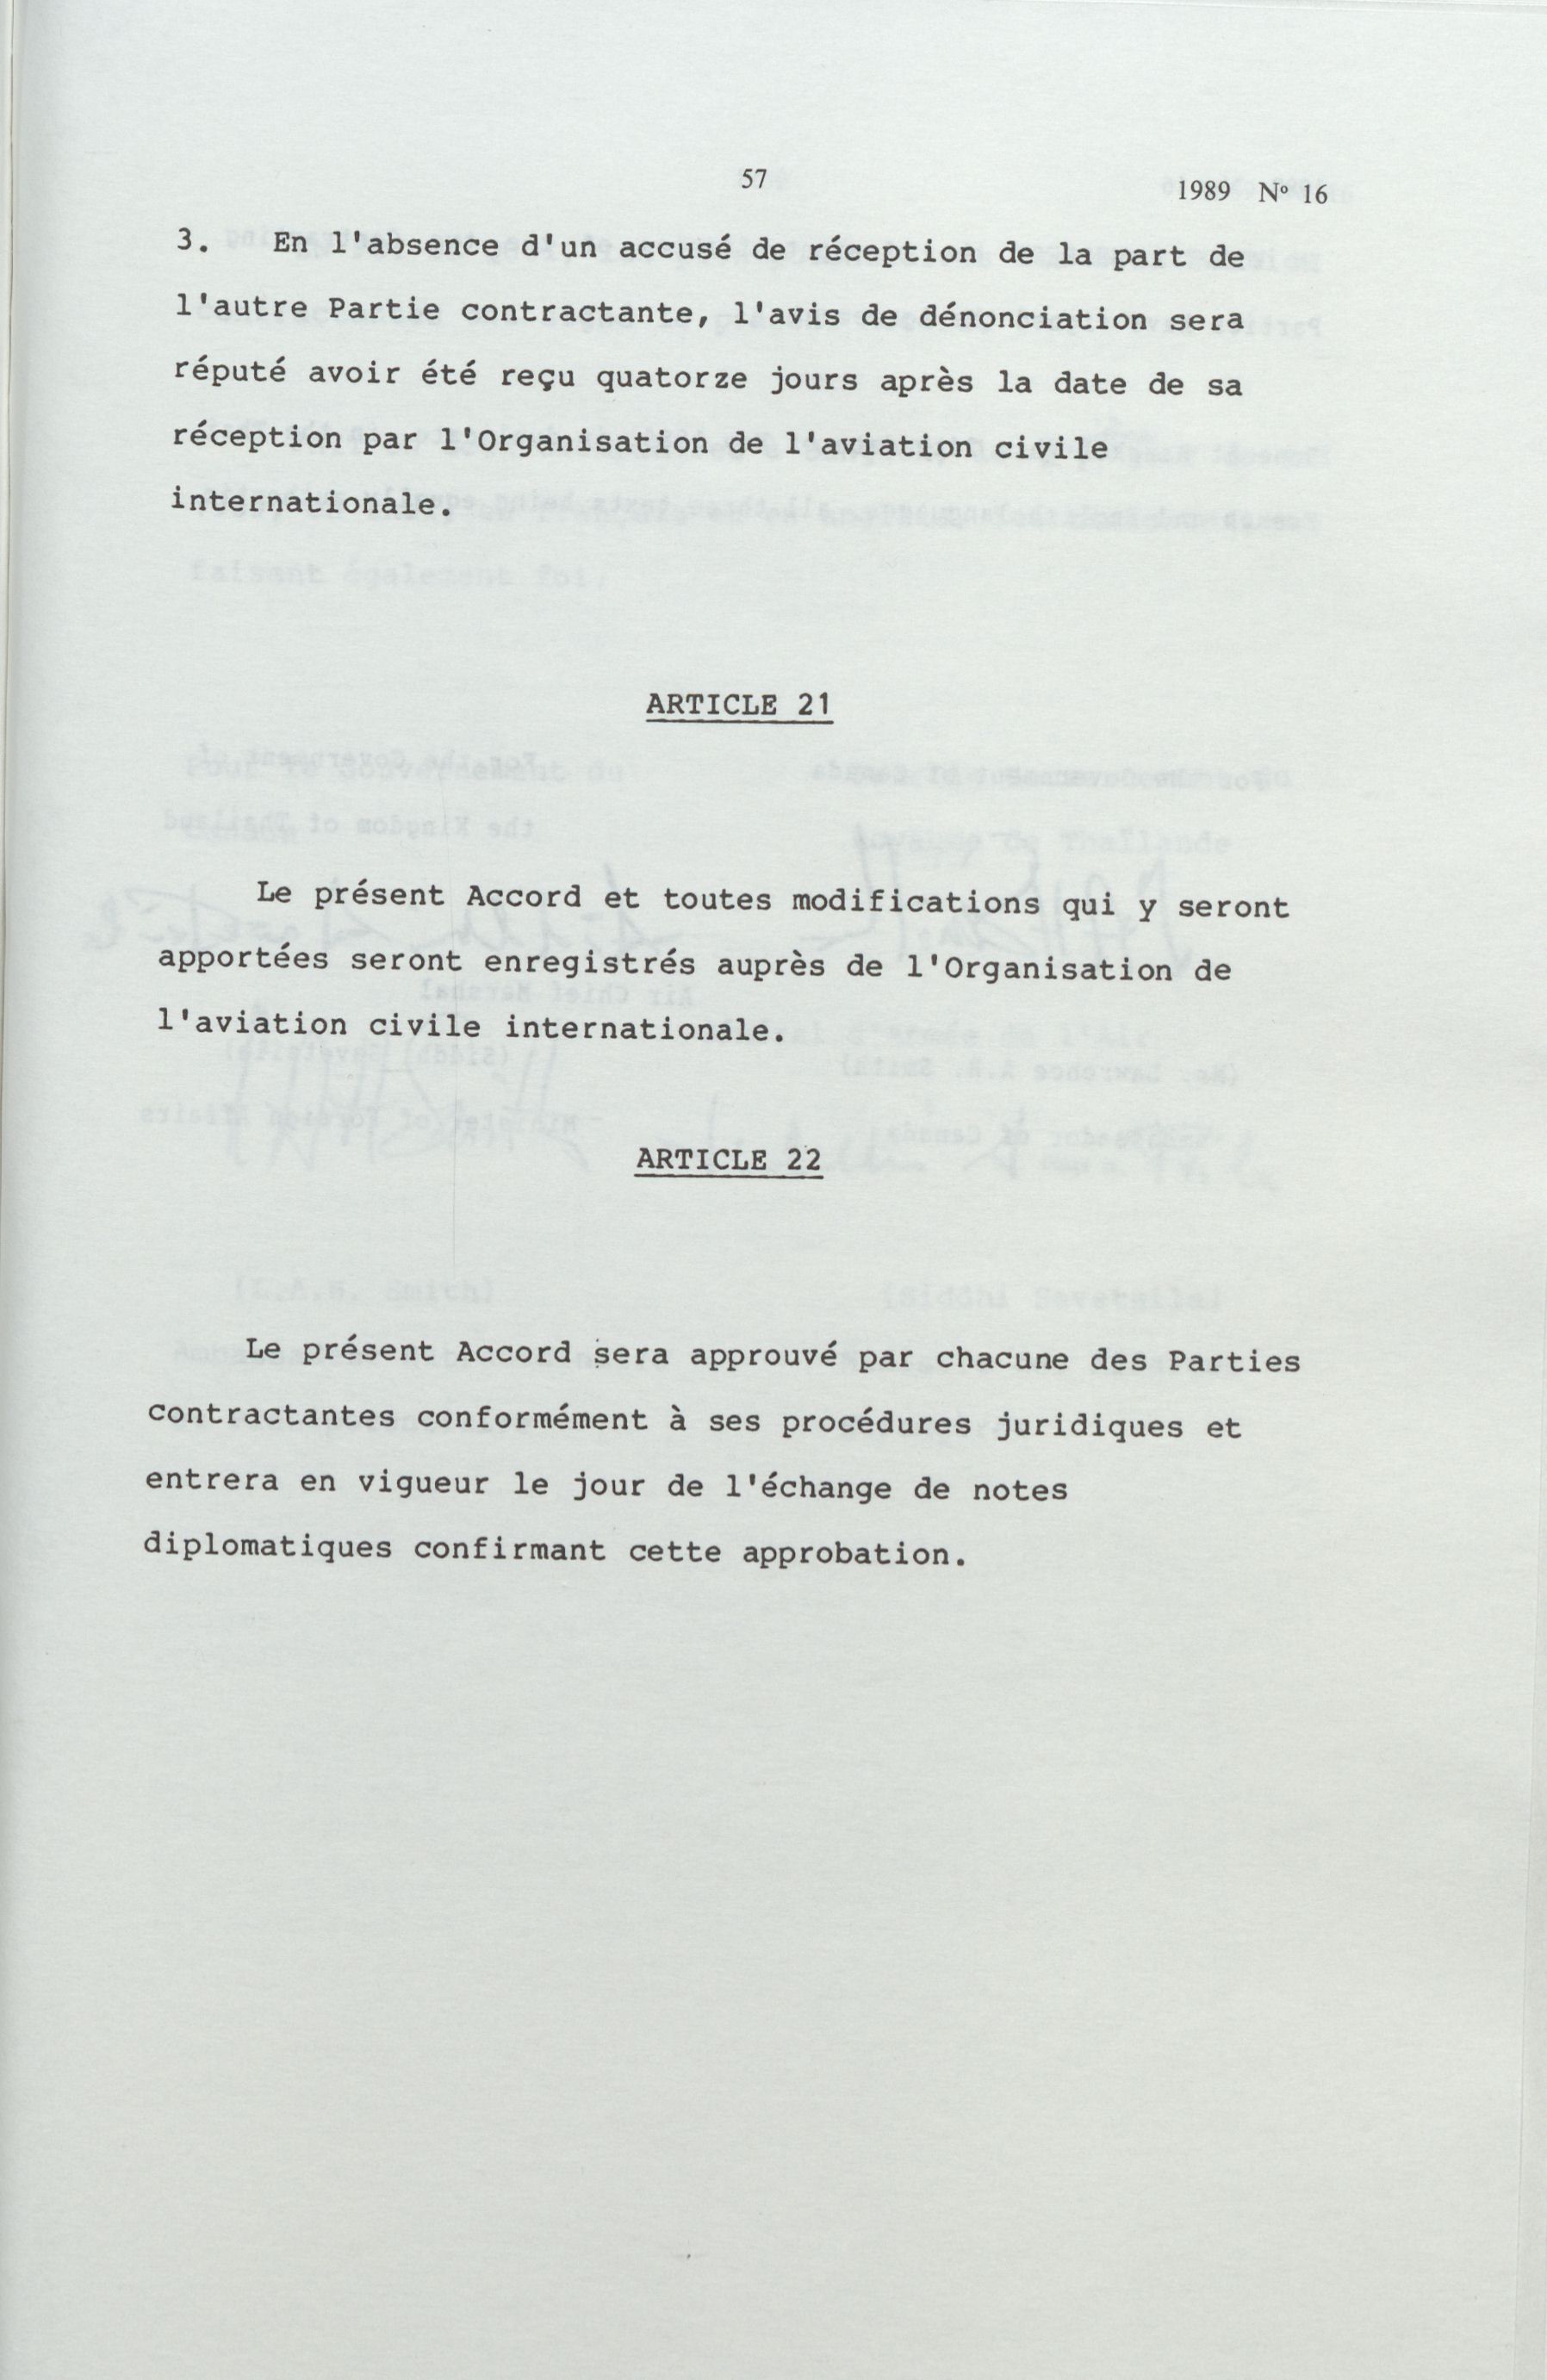 57
1989 Nº 16
3. En l'absence d'un accusé de réception de la part de
l'autre Partie contractante, l'avis de dénonciation sera
réputé avoir été reçu quatorze jours après la date de sa
réception par l'Organisation de l'aviation civile
internationale.
ARTICLE 21
Le présent Accord et toutes modifications qui y seront
apportées seront enregistrés auprès de l'Organisation de
l'aviation civile internationale.
ARTICLE 22
Le présent Accord sera approuvé par chacune des Parties
contractantes conformément à ses procédures juridiques et
entrera en vigueur le jour de l'échange de notes
diplomatiques confirmant cette approbation.